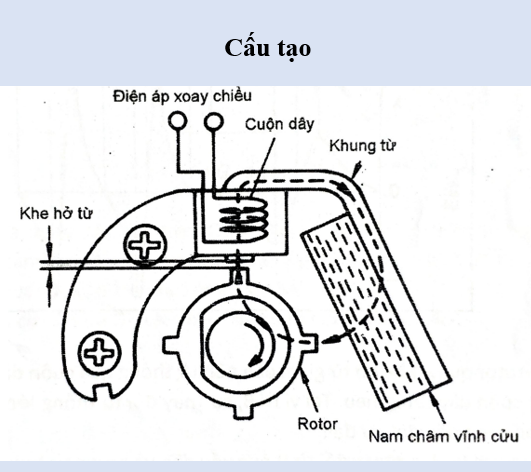 Cấu tạo
Điện áp xoay chiều
Cuộn dây
Khung từ
Khe hở từ
Rotor
Nam châm vĩnh cửu